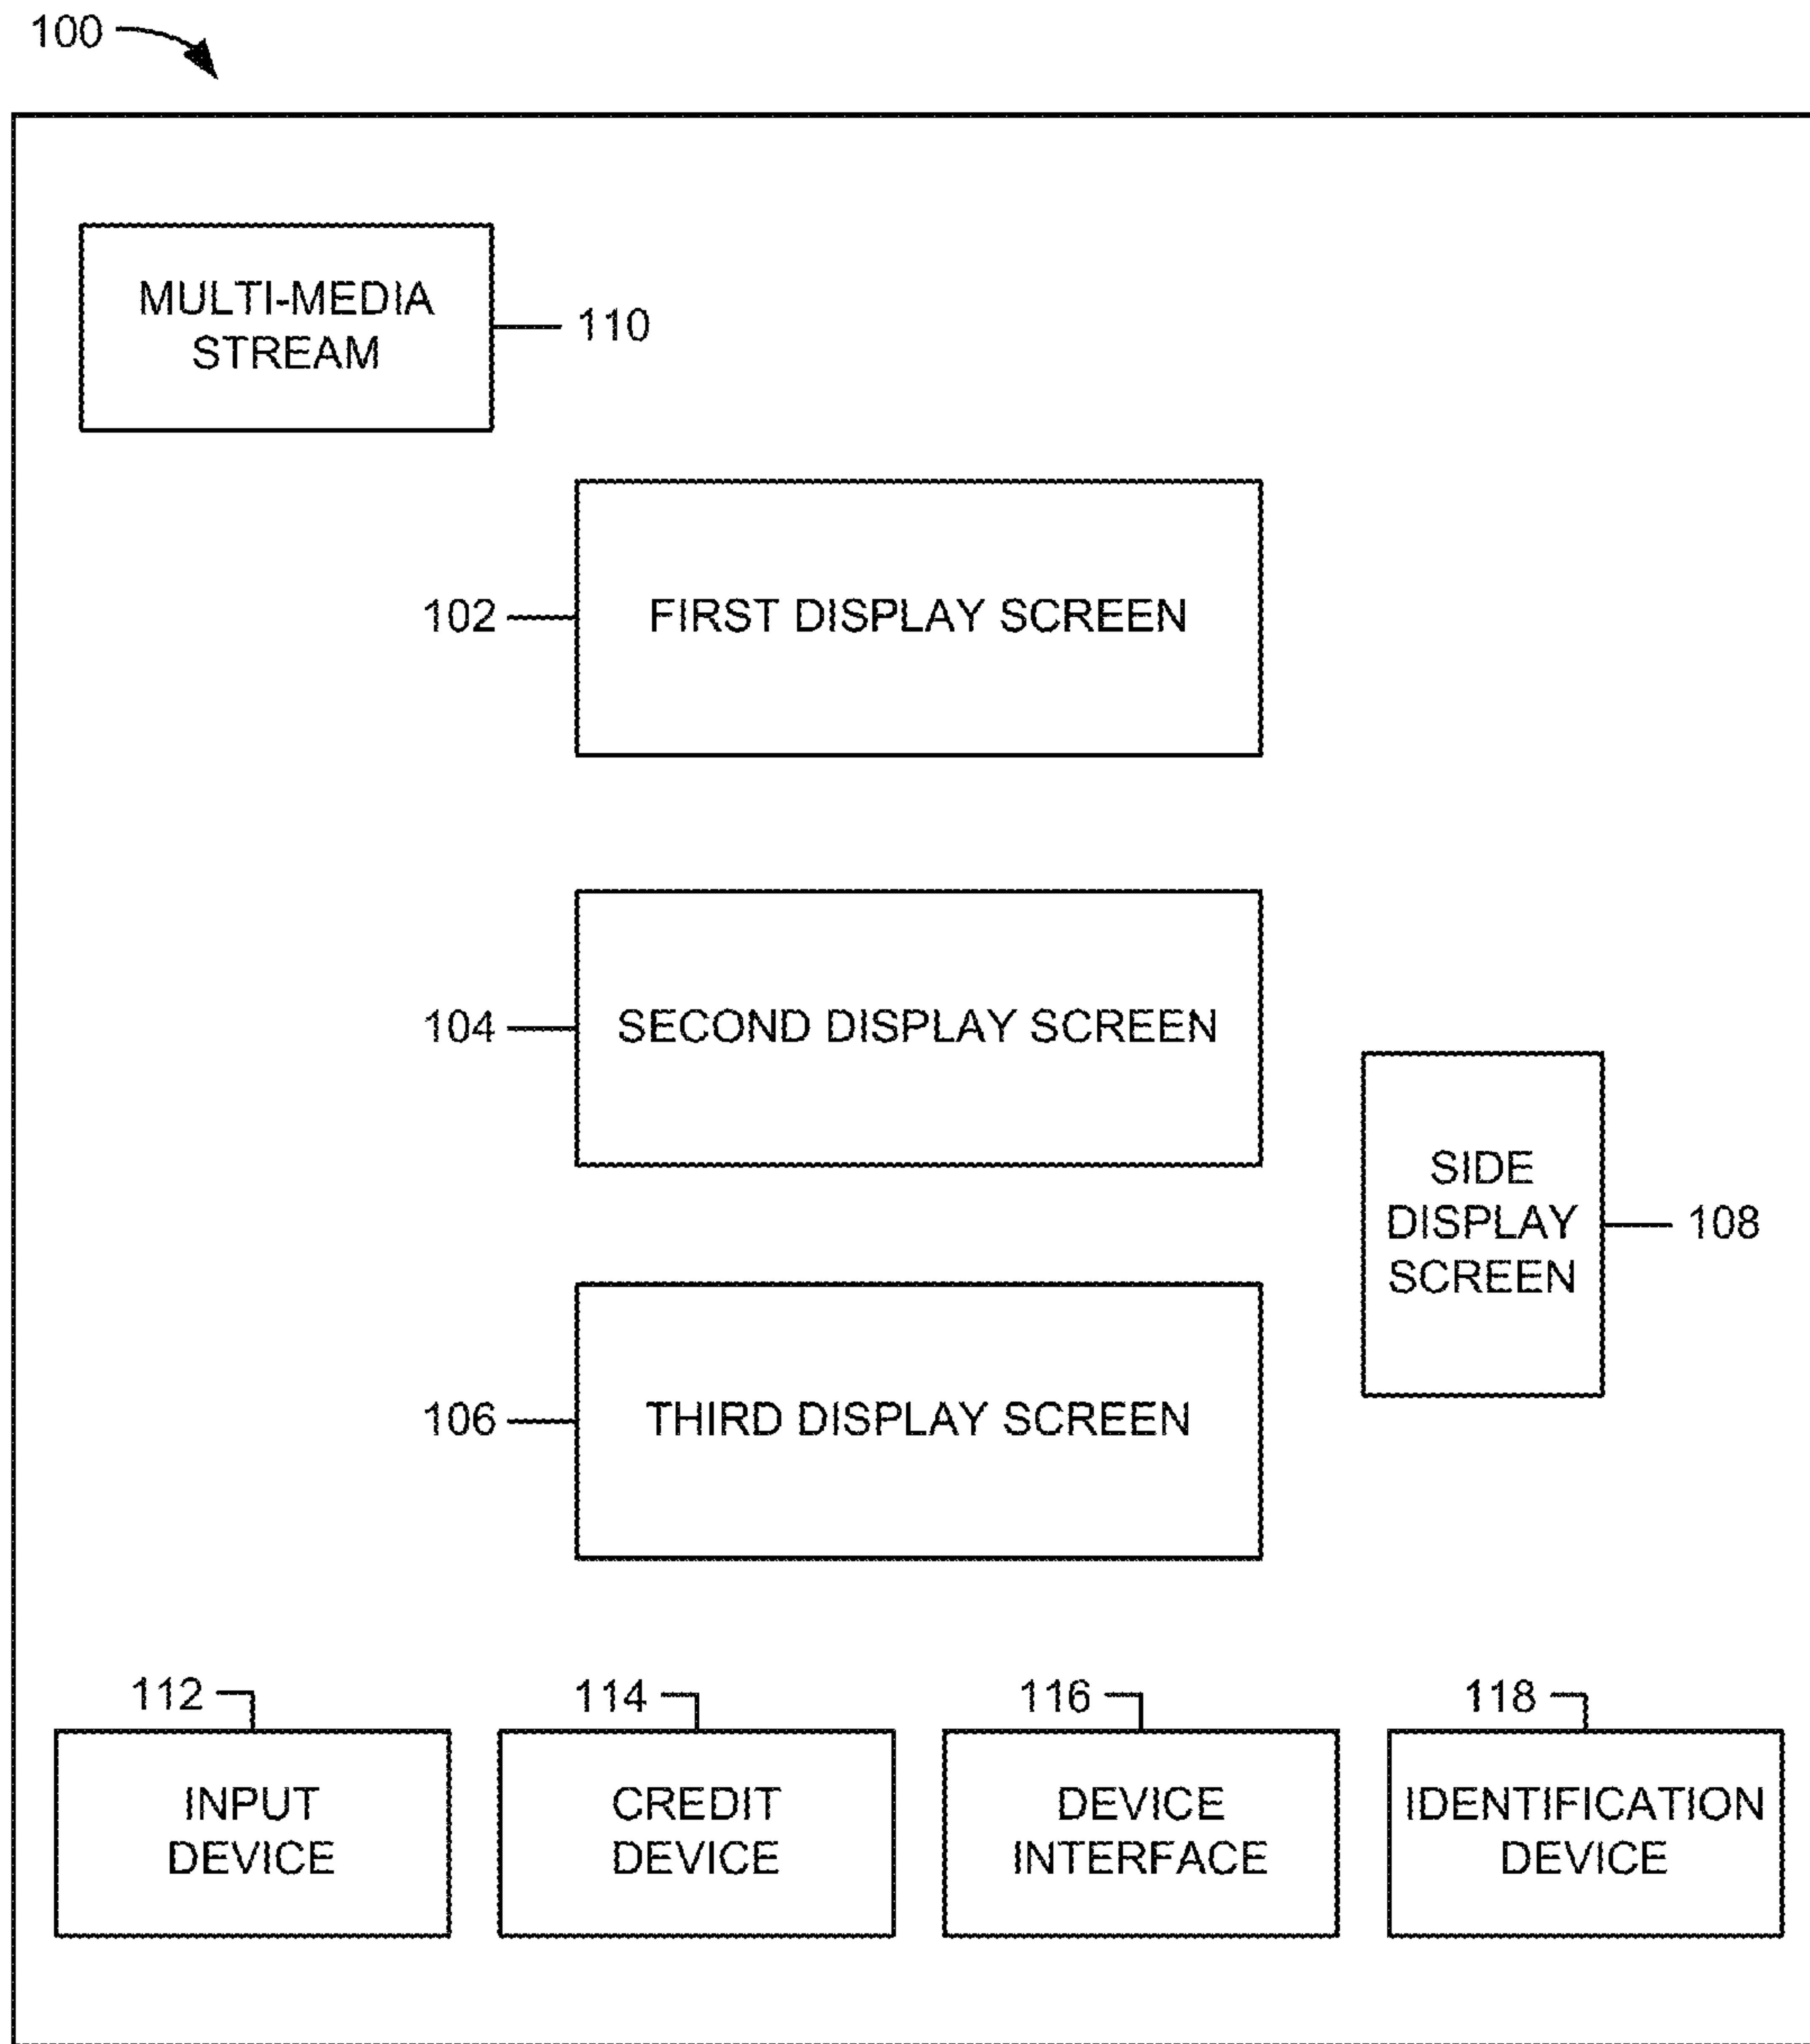 100
MULTI-MEDIA
STREAM
110
102
FIRST DISPLAY SCREEN
104
SECOND DISPLAY SCREEN
SIDE
DISPLAY
SCREEN
108
106
THIRD DISPLAY SCREEN
112
INPUT
DEVICE
114
CREDIT
DEVICE
116
DEVICE
INTERFACE
118
IDENTIFICATION
DEVICE